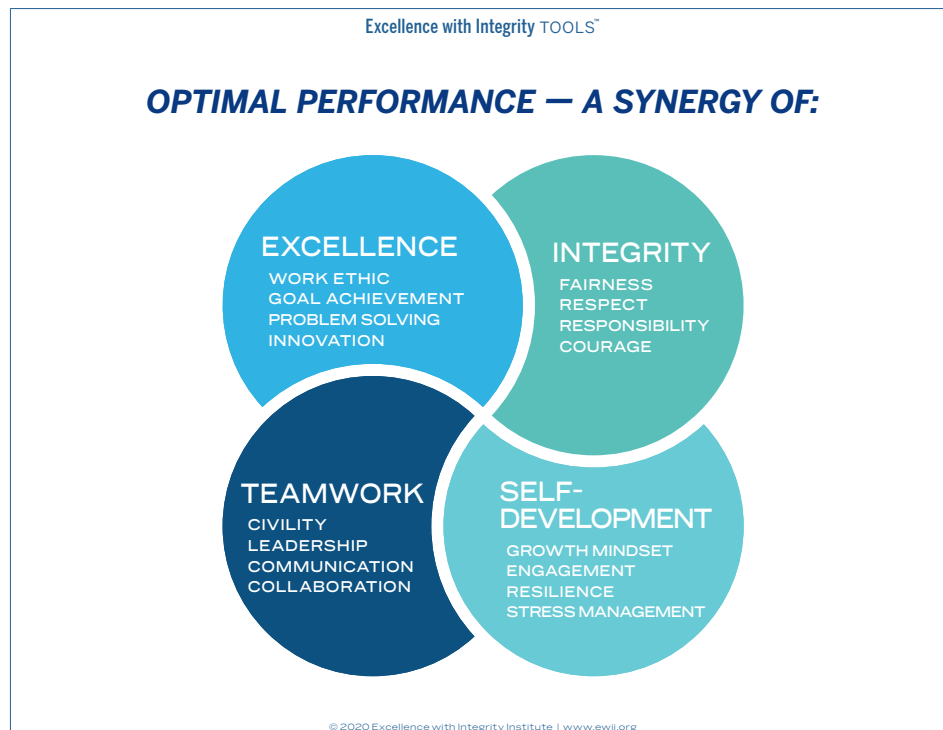 Excellence with Integrity TOOLS™
OPTIMAL PERFORMANCE — A SYNERGY OF:
EXCELLENCE
WORK ETHIC
GOAL ACHIEVEMENT
PROBLEM SOLVING
INNOVATION
INTEGRITY
FAIRNESS
RESPECT
RESPONSIBILITY
COURAGE
TEAMWORK
CIVILITY
LEADERSHIP
COMMUNICATION
COLLABORATION
SELF-
DEVELOPMENT
GROWTH MINDSET
ENGAGEMENT
RESILIENCE
STRESS MANAGEMENT
© 2020 Excellence with Integrity Institute | www.ewii.org